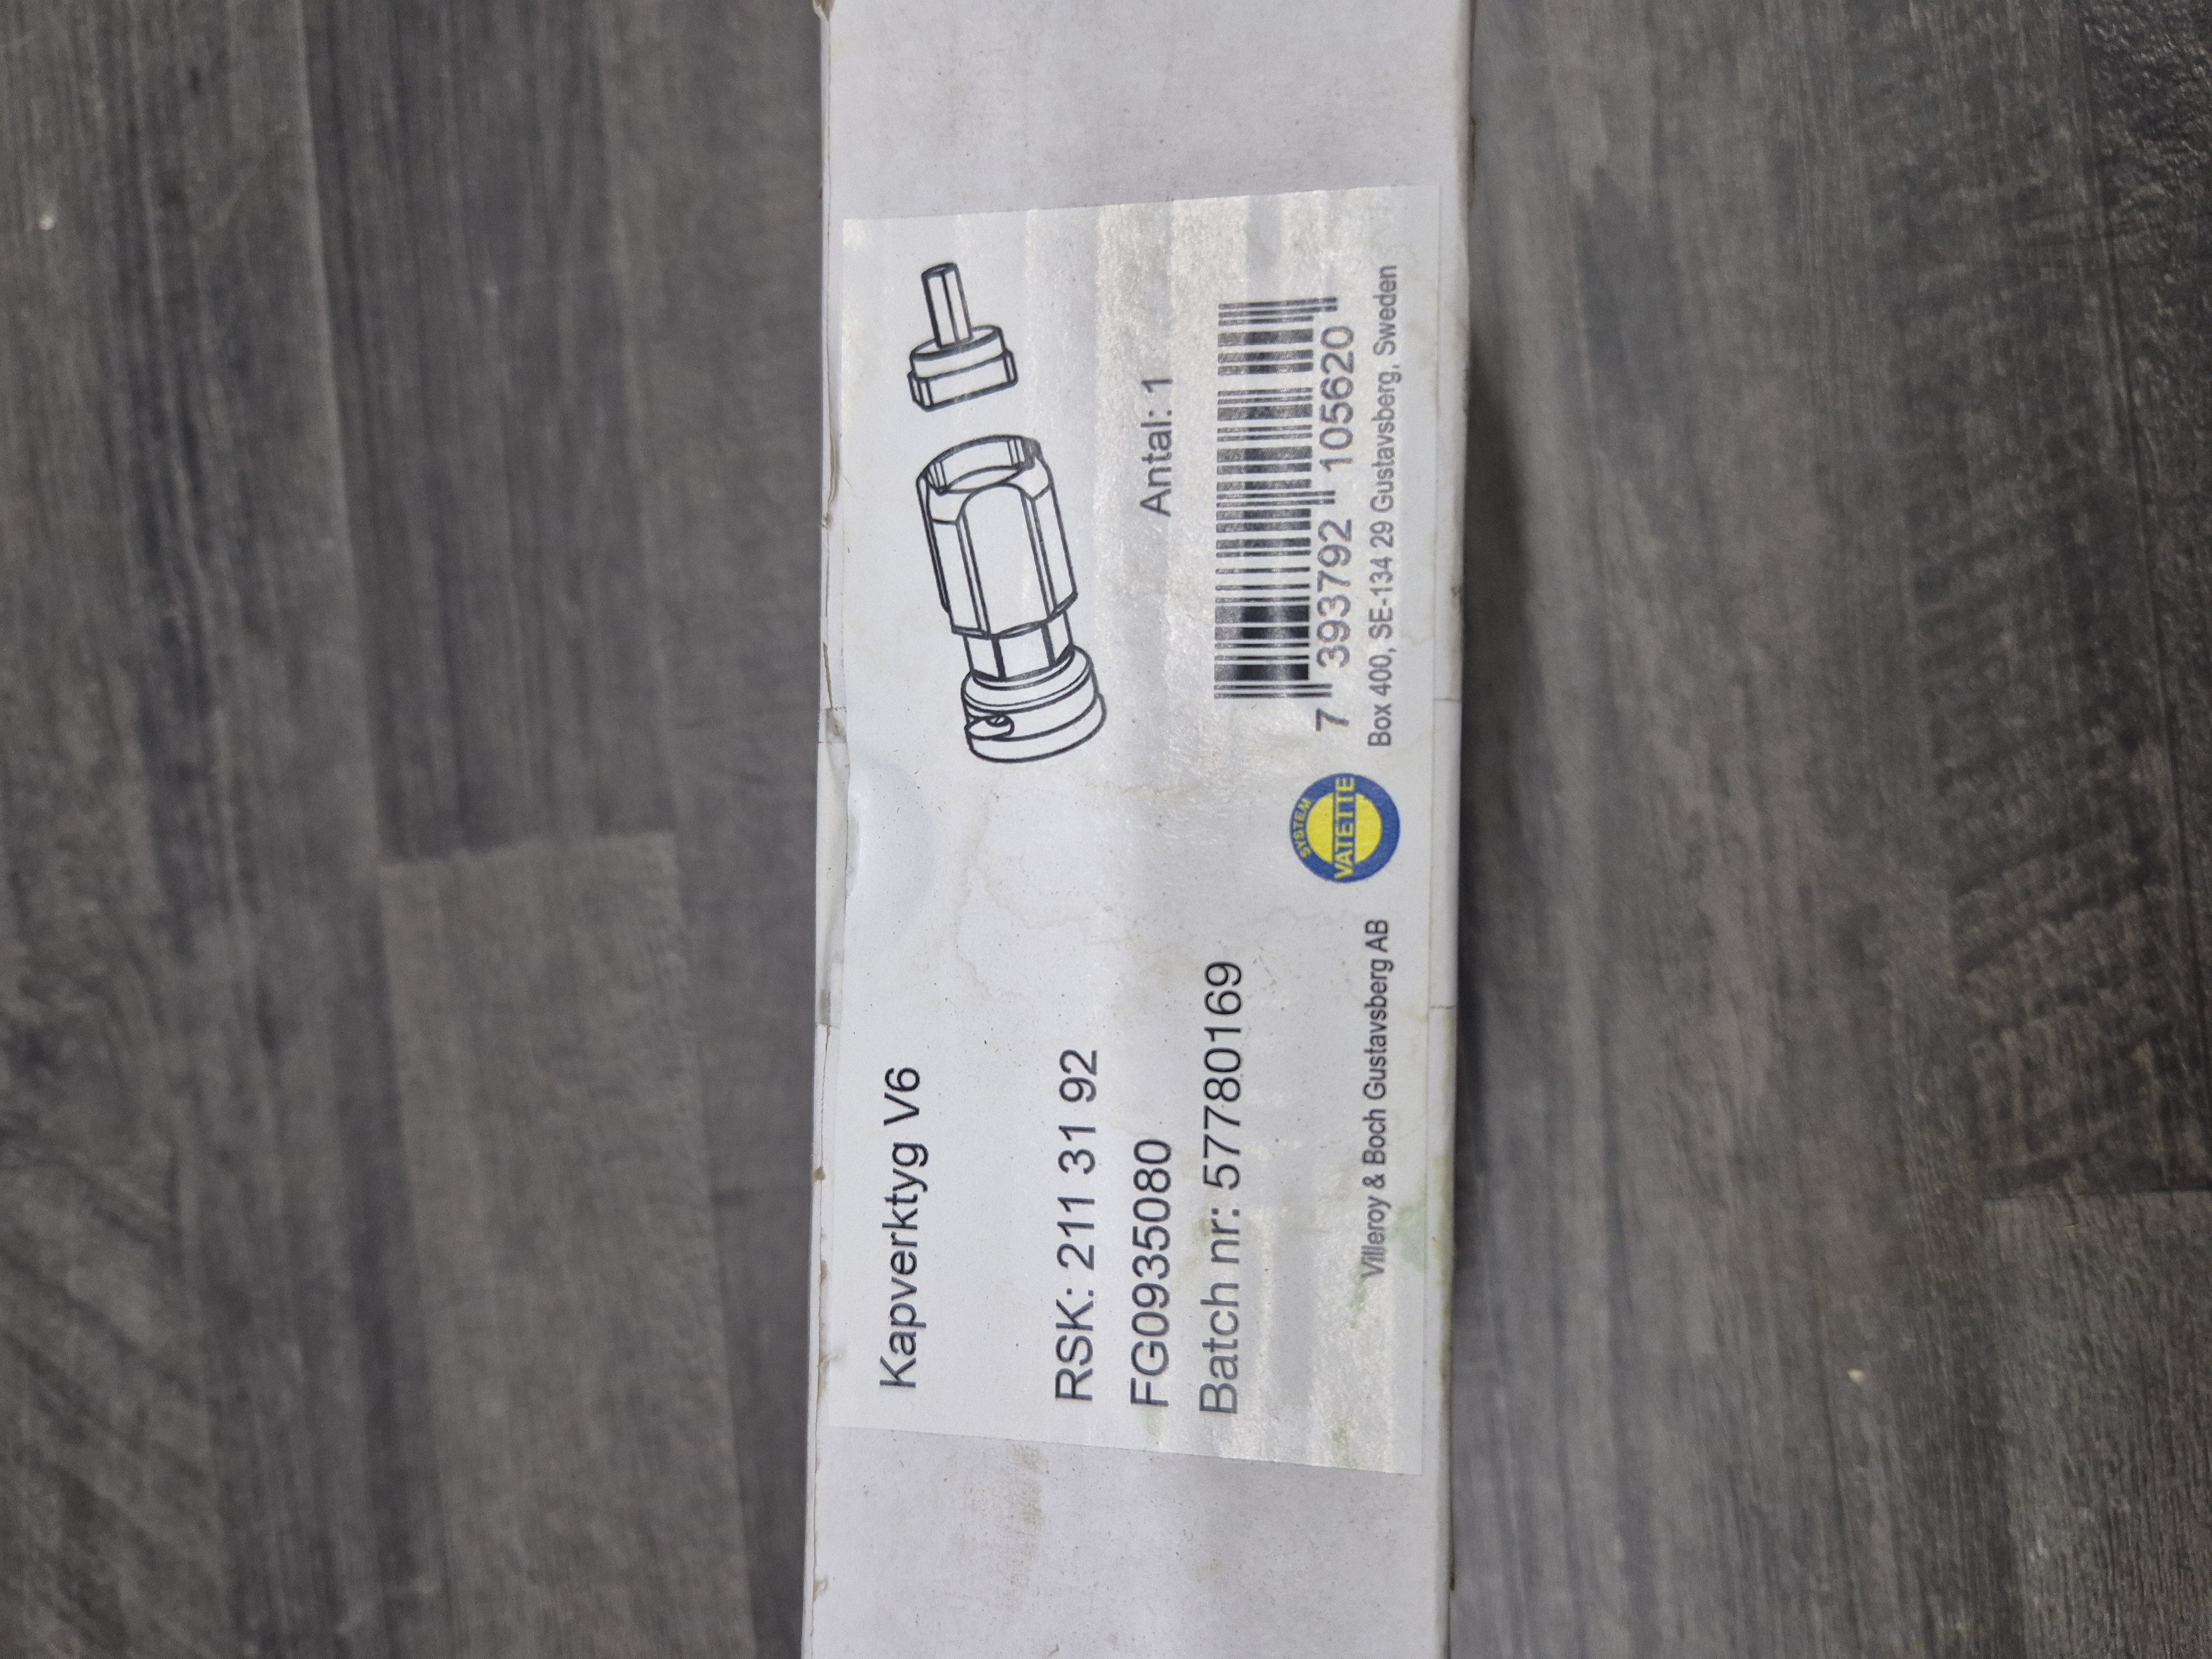 Kapverktyg V6
RSK: 211 31 92
FG0935080
Antal: 1
Batch nr: 57780169
7 393792 105620
SYSTEM
VATETTE
Villeroy & Boch Gustavsberg AB
Box 400, SE-134 29 Gustavsberg, Sweden